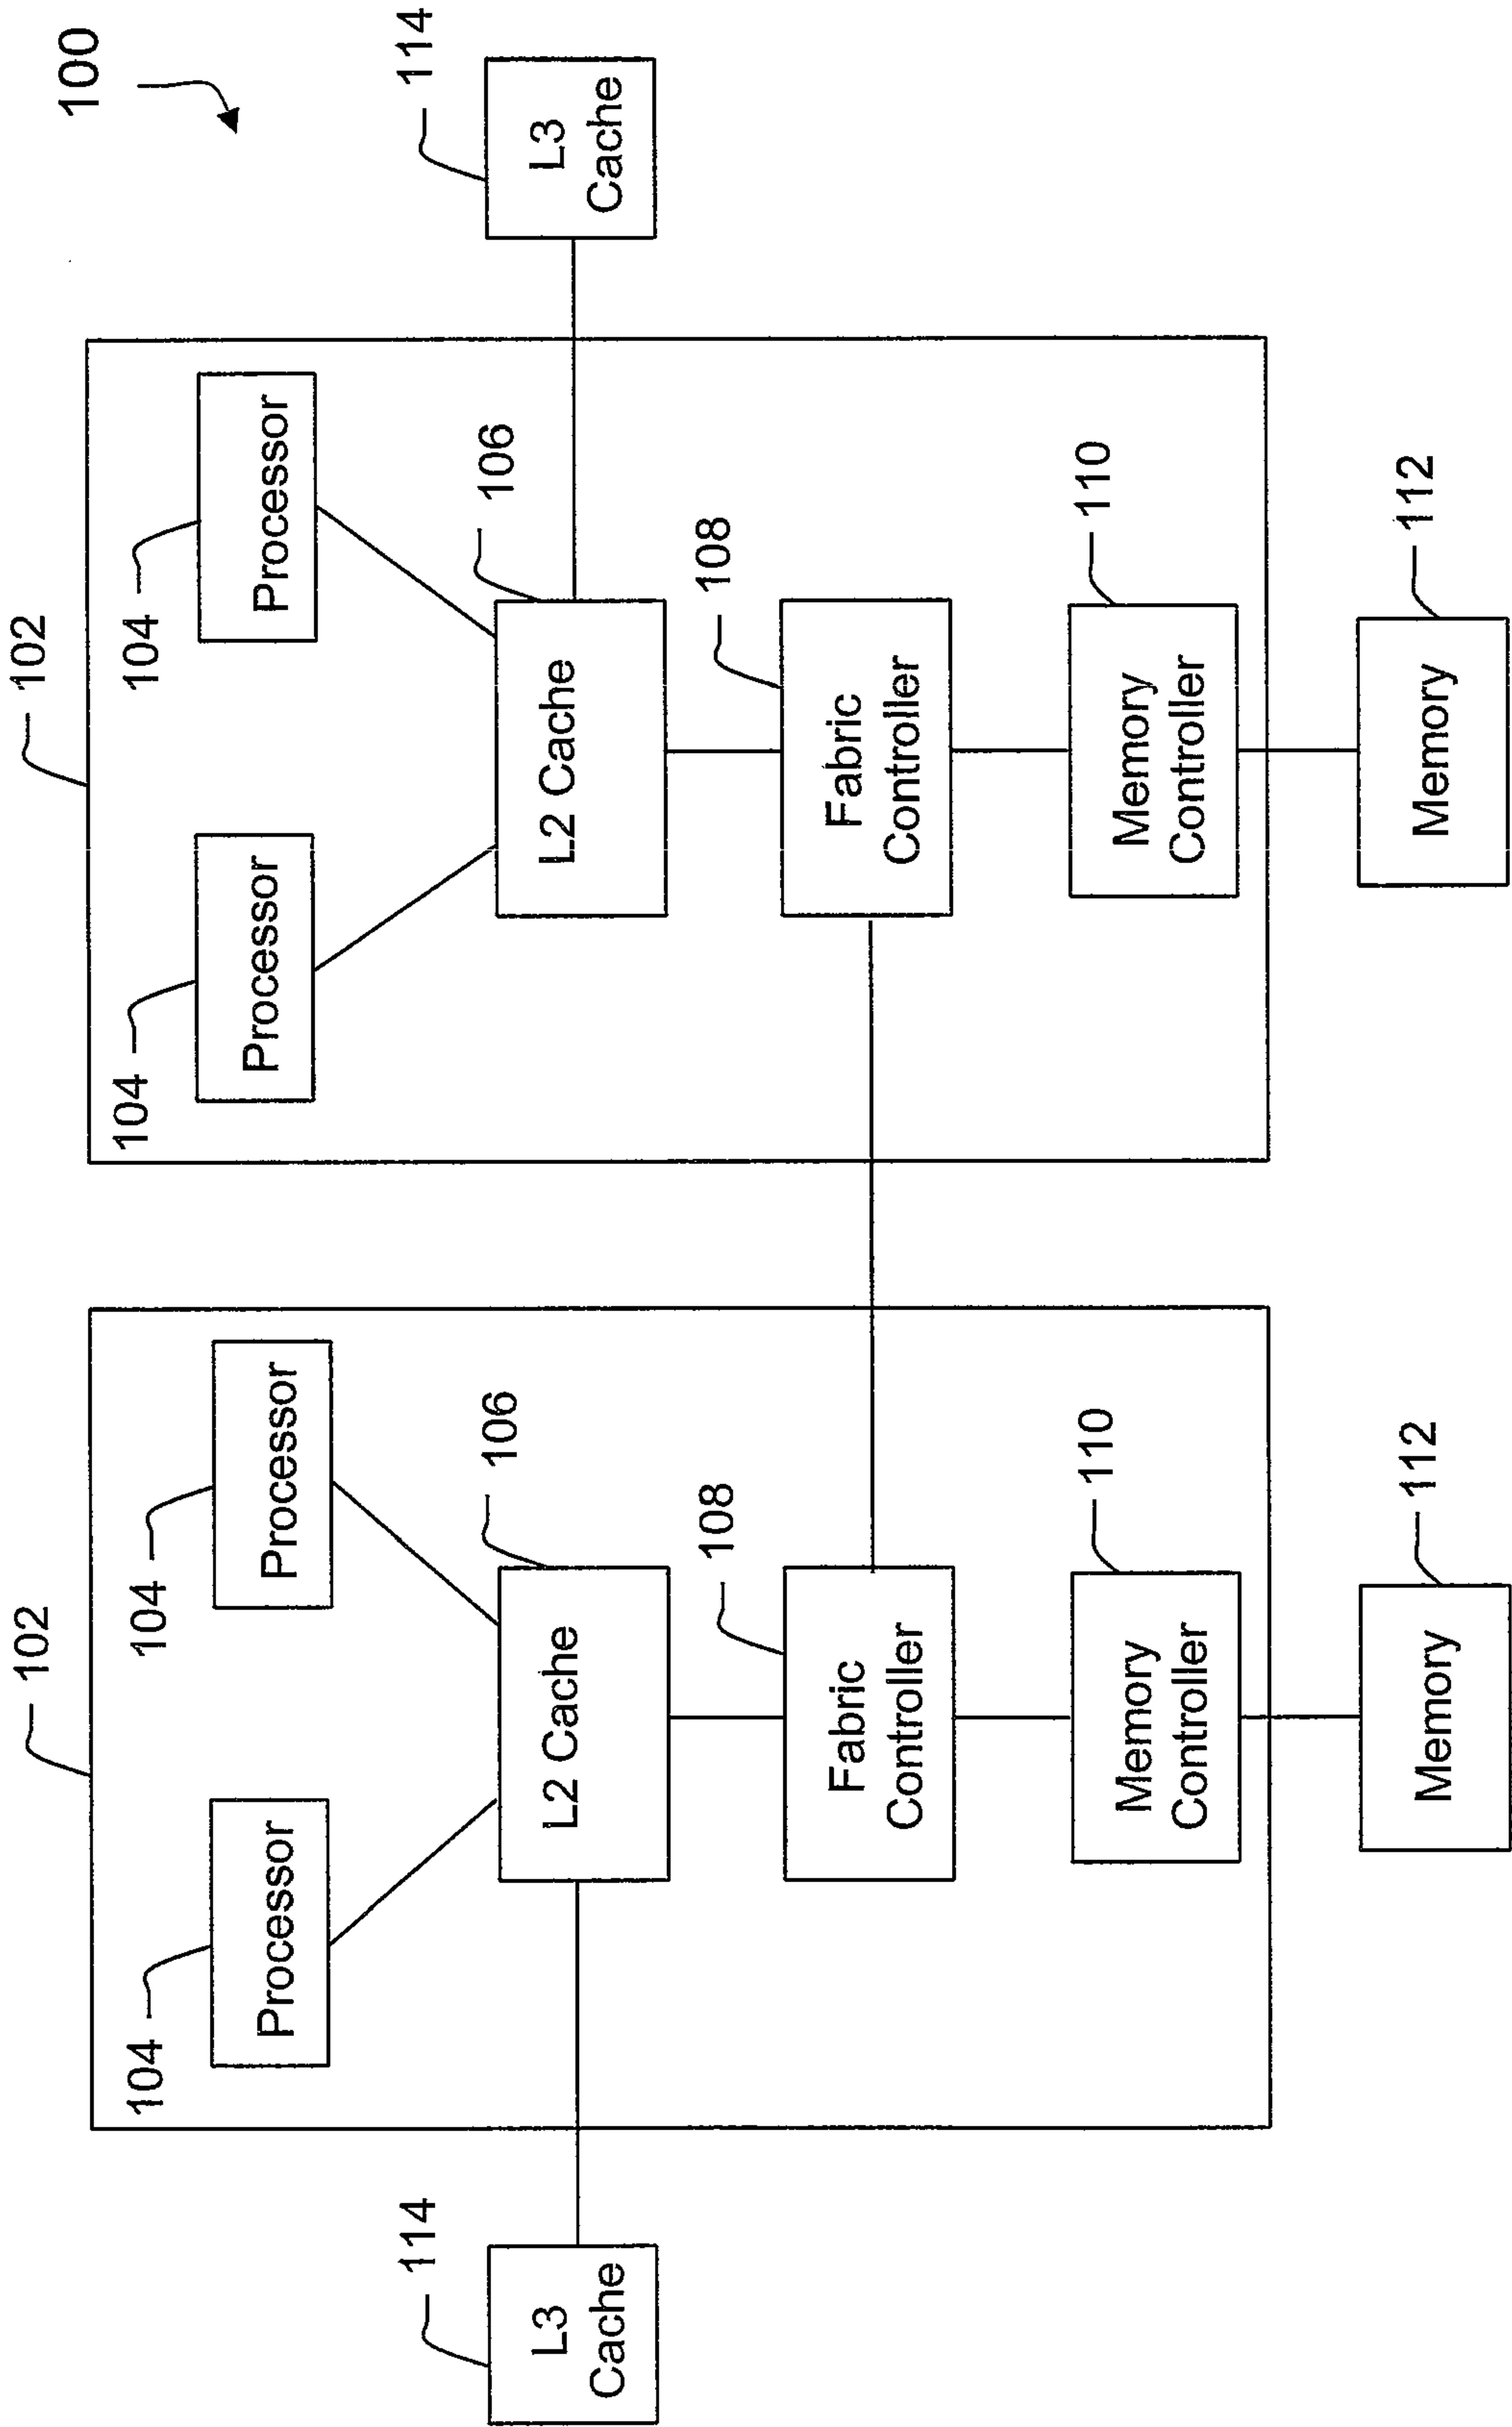 100
102
102
104
Processor
104
Processor
104
Processor
104
Processor
114
L3
Cache
106
L2 Cache
106
L2 Cache
114
L3
Cache
108
Fabric
Controller
108
Fabric
Controller
110
Memory
Controller
110
Memory
Controller
112
Memory
112
Memory